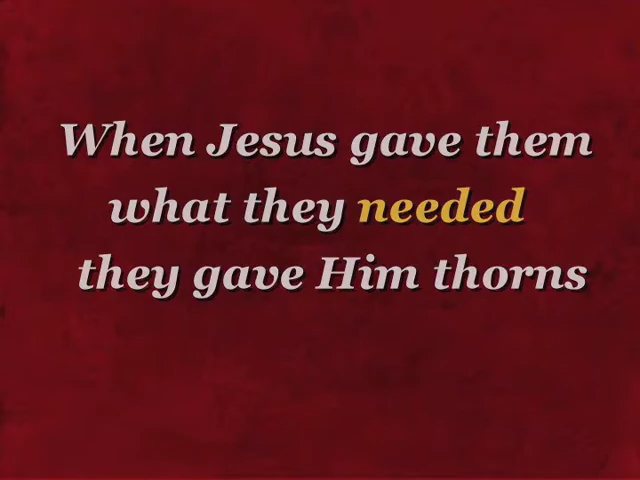 When Jesus gave them
what they needed
they gave Him thorns